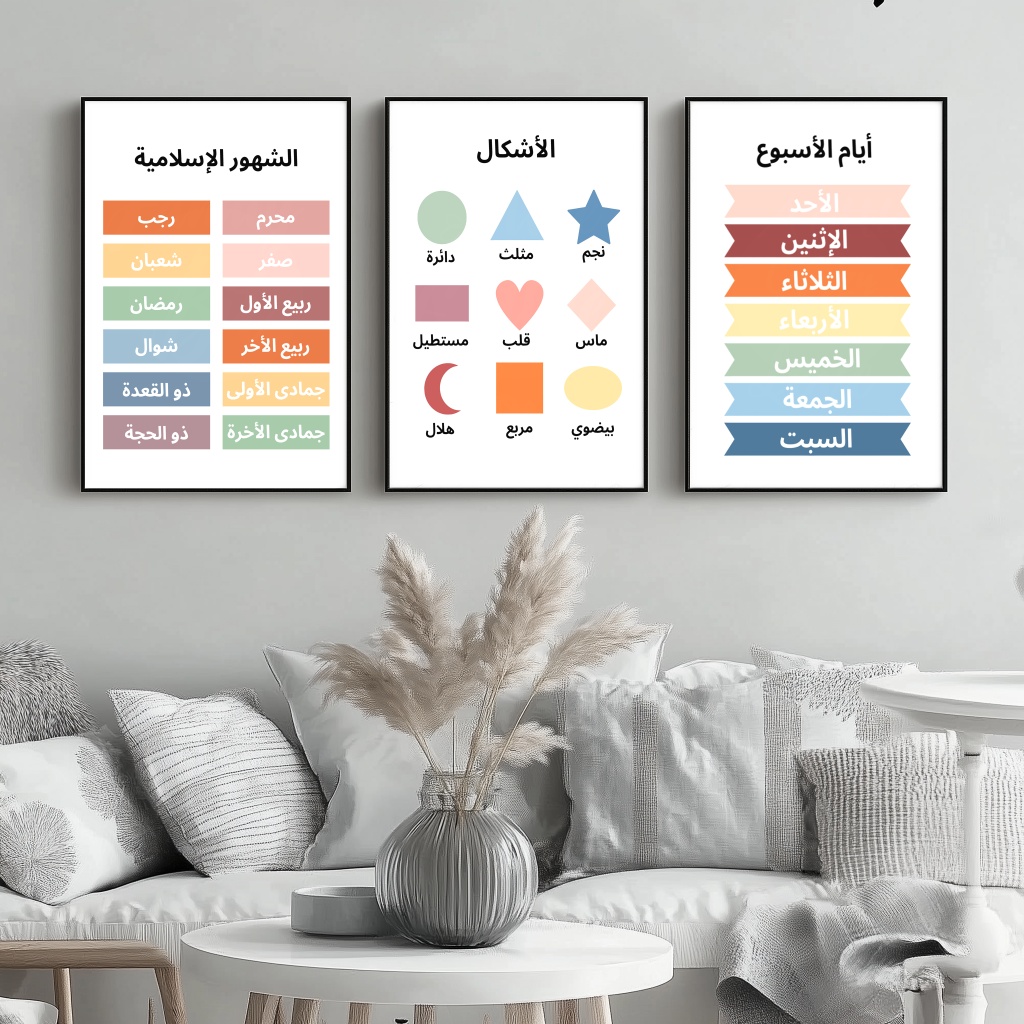 أيام الأسبوع
الأحد
الإثنين
الثلاثاء
الأربعاء
الخميس
الجمعة
السبت
الأشكال
نجم مثلث دائرة
ماس قلب مستطيل
بيضوي مربع هلال
الشهور الإسلامية
محرم رجب
صفر شعبان
ربيع الأول رمضان
ربيع الأخر شوال
جمادى الأولى ذو القعدة
جمادى الأخرة ذو الحجة